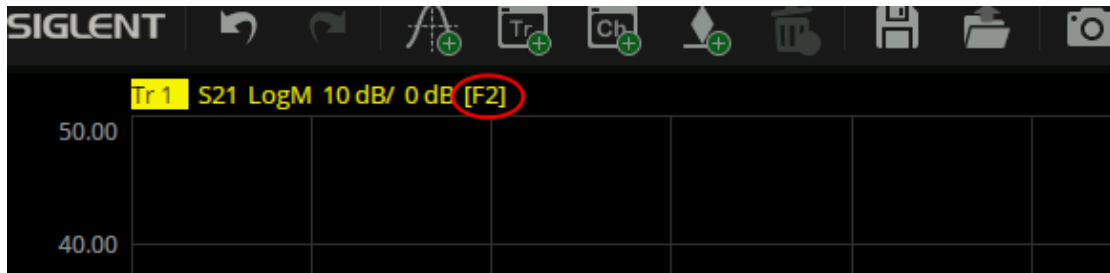 SIGLENT
Tr
Ch
Tr 1 S21 LogM 10 dB/ 0 dB [F2]
50.00
40.00